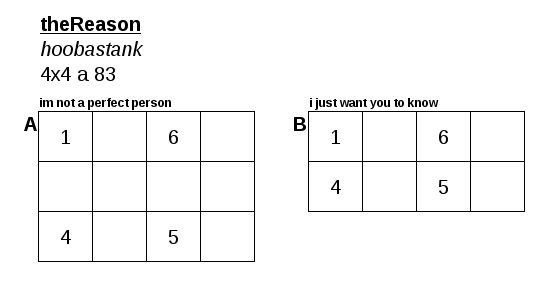 theReason
hoobastank
4x4 a 83
im not a perfect person
A
1 6
4 5
i just want you to know
B
1 6
4 5